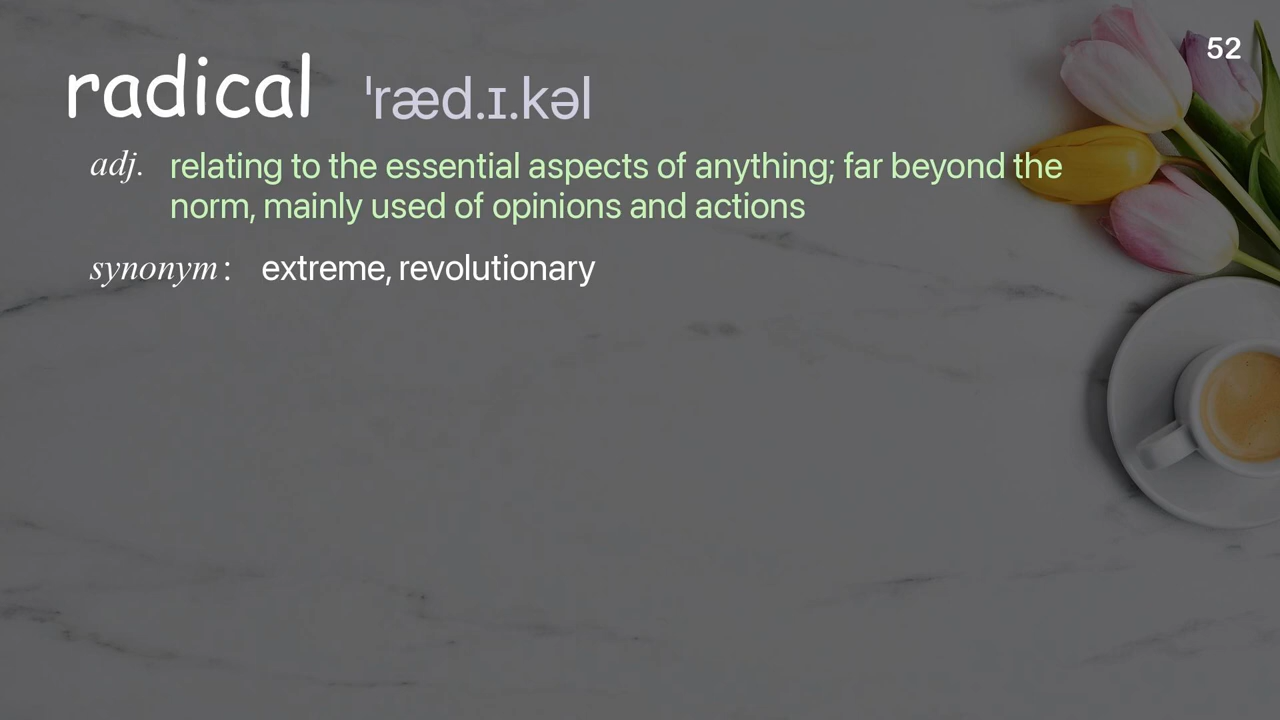 52
radical ˈræd.ɪ.kəl
adj. relating to the essential aspects of anything; far beyond the
norm, mainly used of opinions and actions
synonym: extreme, revolutionary